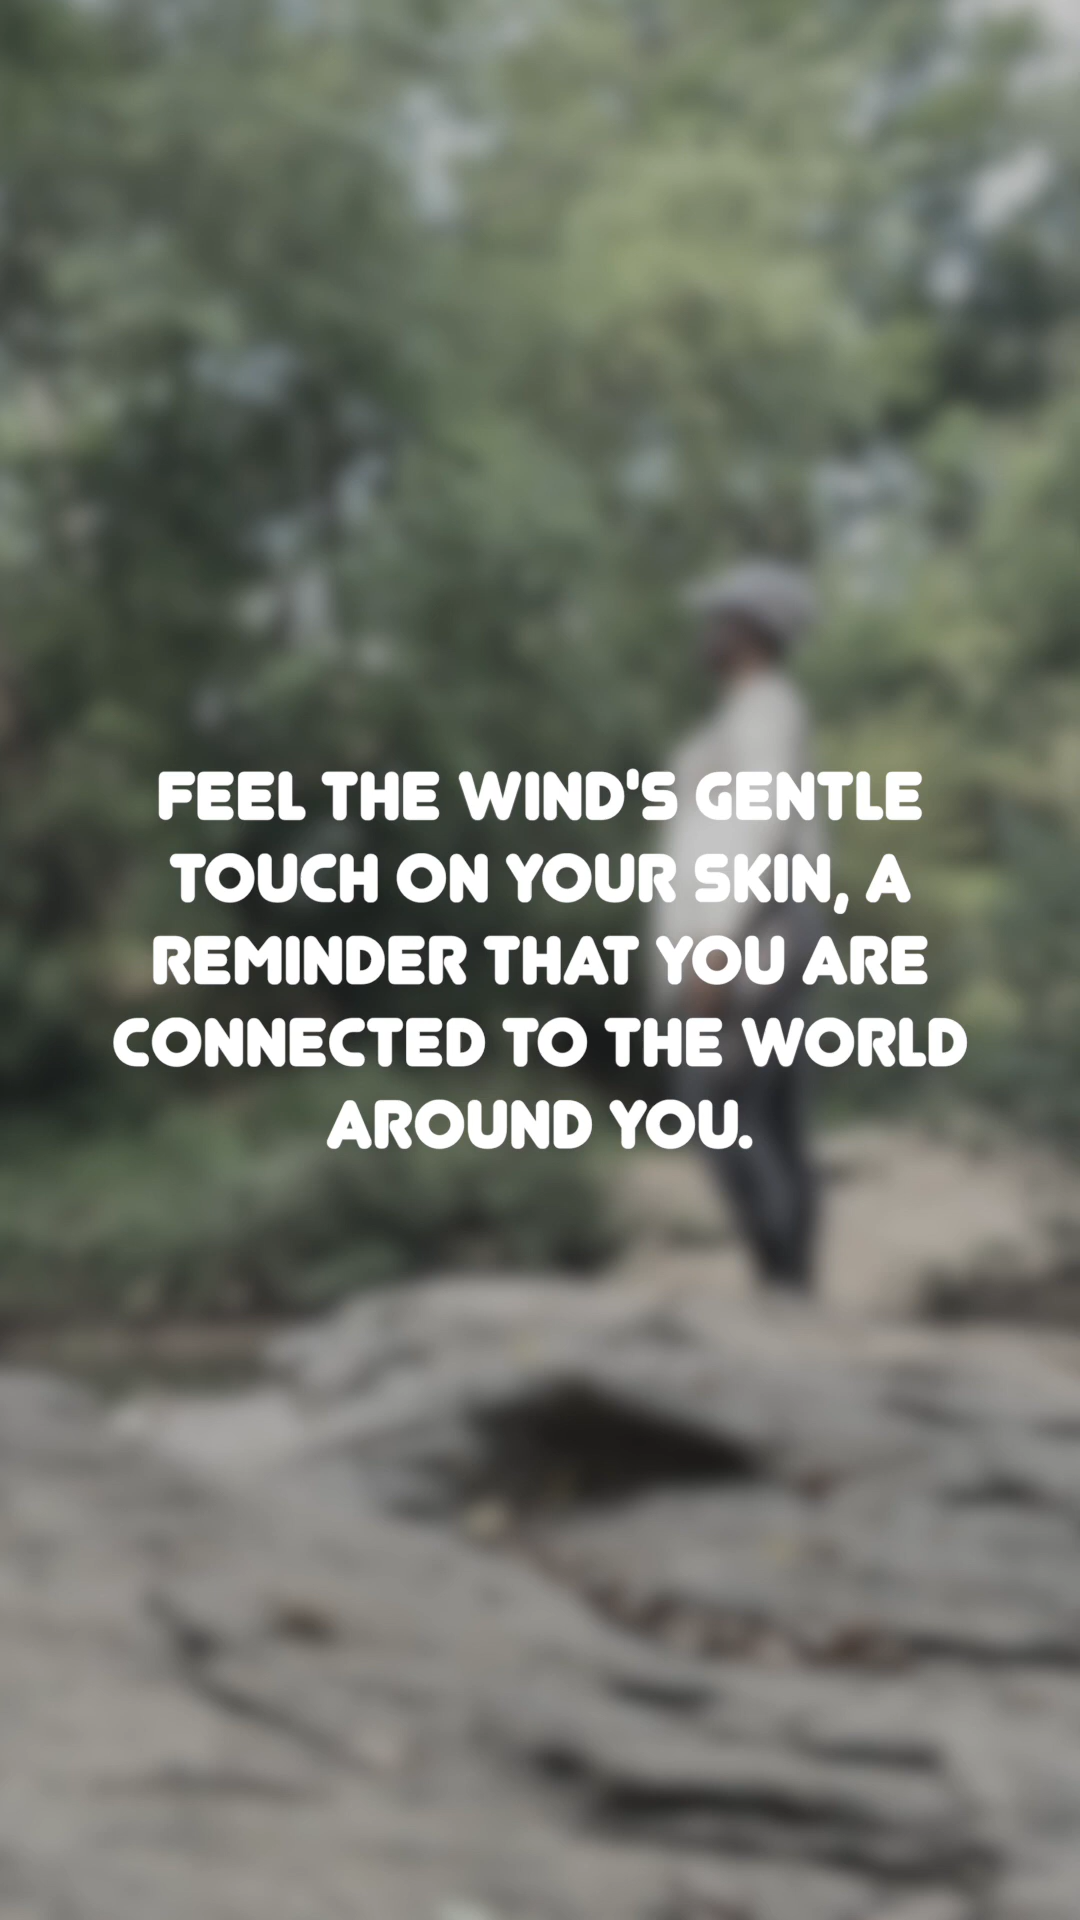 FEEL THE WIND'S GENTLE
TOUCH ON YOUR SKIN, A
REMINDER THAT YOU ARE
CONNECTED TO THE WORLD
AROUND YOU.